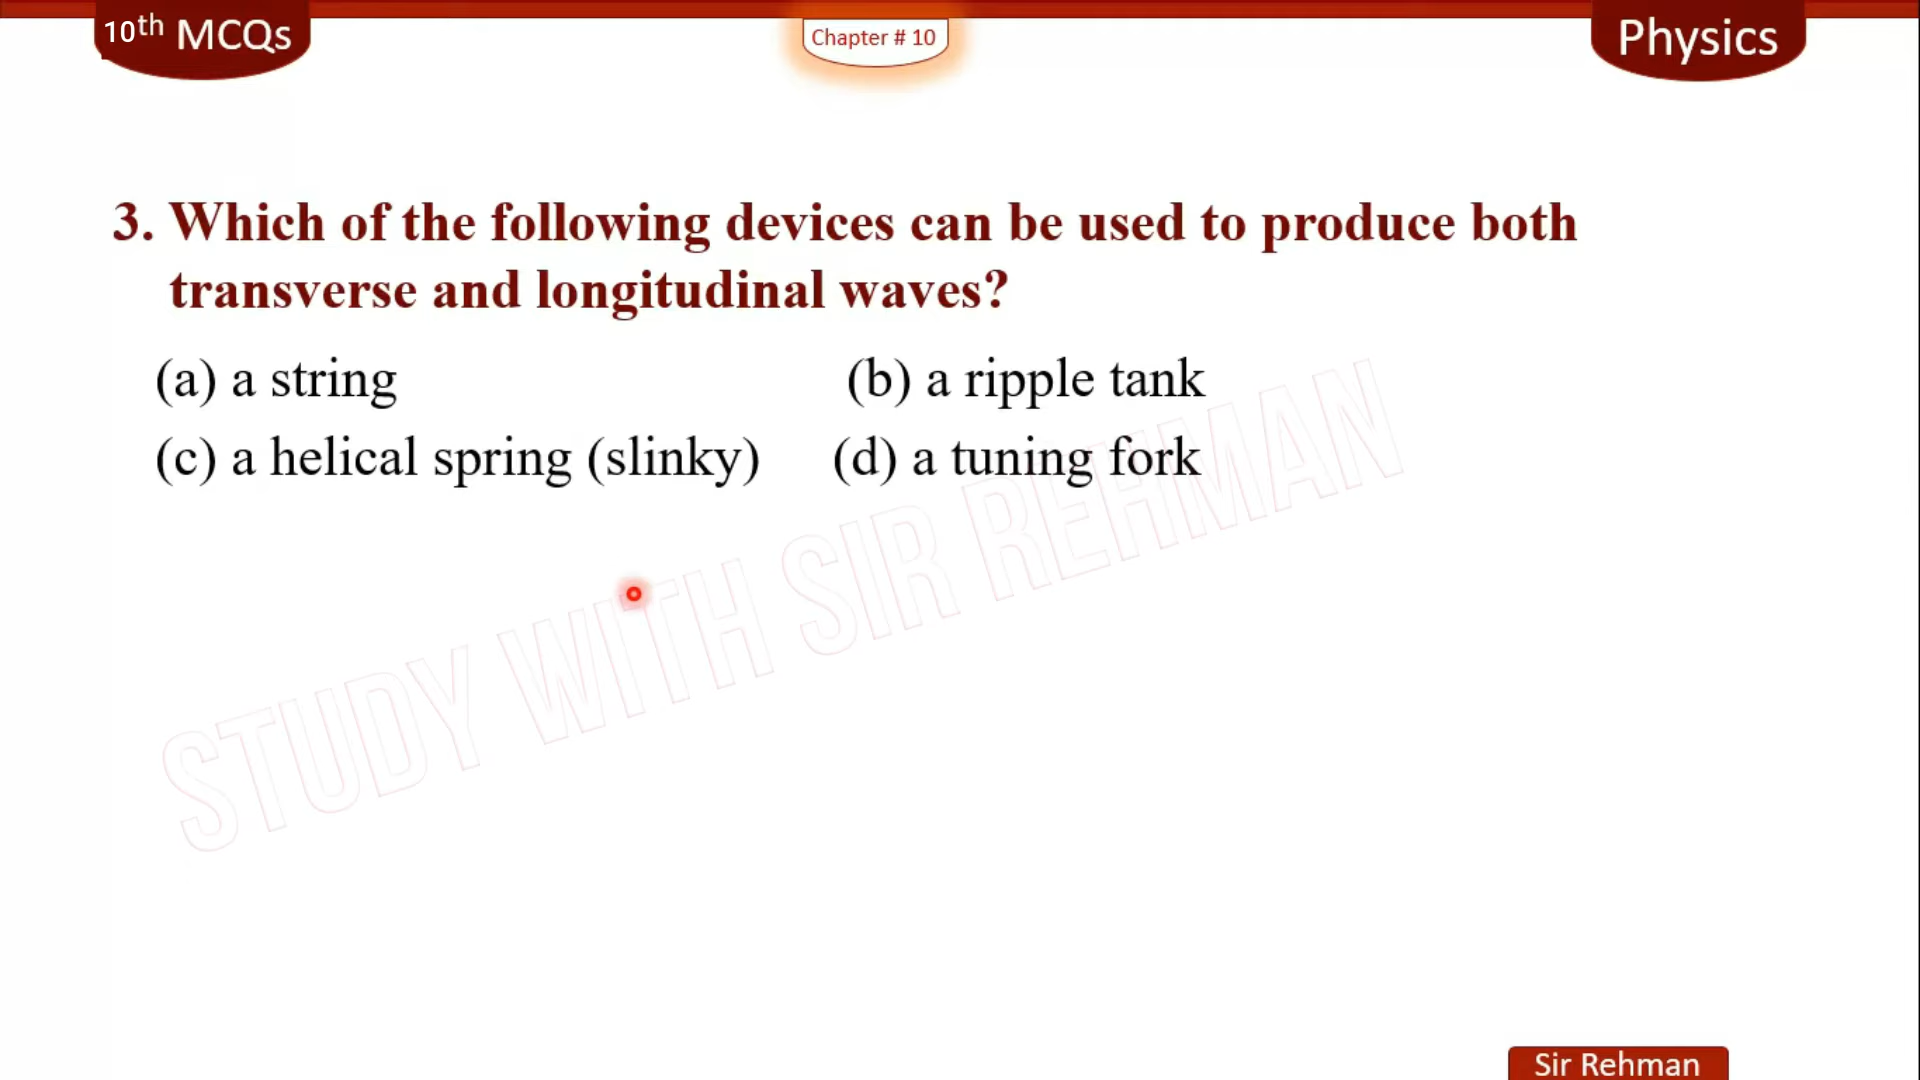 10th MCQs
Chapter # 10
Physics
3. Which of the following devices can be used to produce both
transverse and longitudinal waves?
(a) a string (b) a ripple tank
(c) a helical spring (slinky) (d) a tuning fork
STUDY WITH SIR REHMAN
Sir Rehman